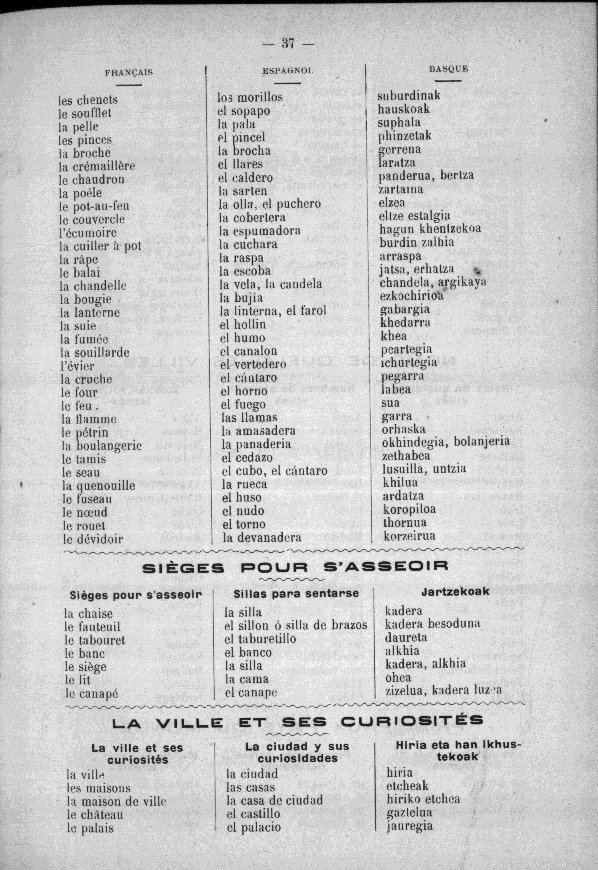 — 37 —
FRANÇAIS ESPAGNOL BASQUE
les chenets los morillos suburdinak
le soufflet el sopapo hauskoak
la pelle la pala suphala
les pinces el pincel phinzetak
la broche la brocha gerrena
la crémaillère el llares laratza
le chaudron el caldero panderua, bertza
la poêle la sarten zartaina
le pot-au-feu la olla, el puchero elzea
le couvercle la cobertera eltze estalgia
l'écumoire la espumadora hagun khentzekoa
la cuiller à pot la cuchara burdin zalhia
la râpe la raspa arraspa
le balai la escoba jatsa, erhatza
la chandelle la vela, la candela chandela, argikaya
la bougie la bujia ezkochirioa
la lanterne la linterna, el farol gabargia
la suie el hollin khedarra
la fumée el humo khea
la souillarde el canalon peartegia
l'évier el vertedero ichurtegia
la cruche el cántaro pegarra
le four el horno labea
le feu el fuego sua
la flamme las llamas garra
le pétrin la amasadera orhaska
la boulangerie la panaderia okhindegia, bolanjeria
le tamis el cedazo zethabea
le seau el cubo, el cántaro lusuilla, untzia
la quenouille la rueca khilua
le fuseau el huso ardatza
le nœud el nudo koropiloa
le rouet el torno thornua
le dévidoir la devanadera korzeirua
SIÈGES POUR S'ASSEOIR
Sièges pour s'asseoir Sillas para sentarse Jartzekoak
la chaise la silla kadera
le fauteuil el sillon ó silla de brazos kadera besoduna
le tabouret el taburetillo daureta
le banc el banco alkhia
le siège la silla kadera, alkhia
le lit la cama ohea
le canapé el canape zizelua, kadera luzea
LA VILLE ET SES CURIOSITÉS
La ville et ses La ciudad y sus Hiria eta han ikhus-
curiosités curiosidades tekoak
la ville la ciudad hiria
les maisons las casas etcheak
la maison de ville la casa de ciudad hiriko etchea
le château el castillo gaztelua
le palais el palacio jauregia